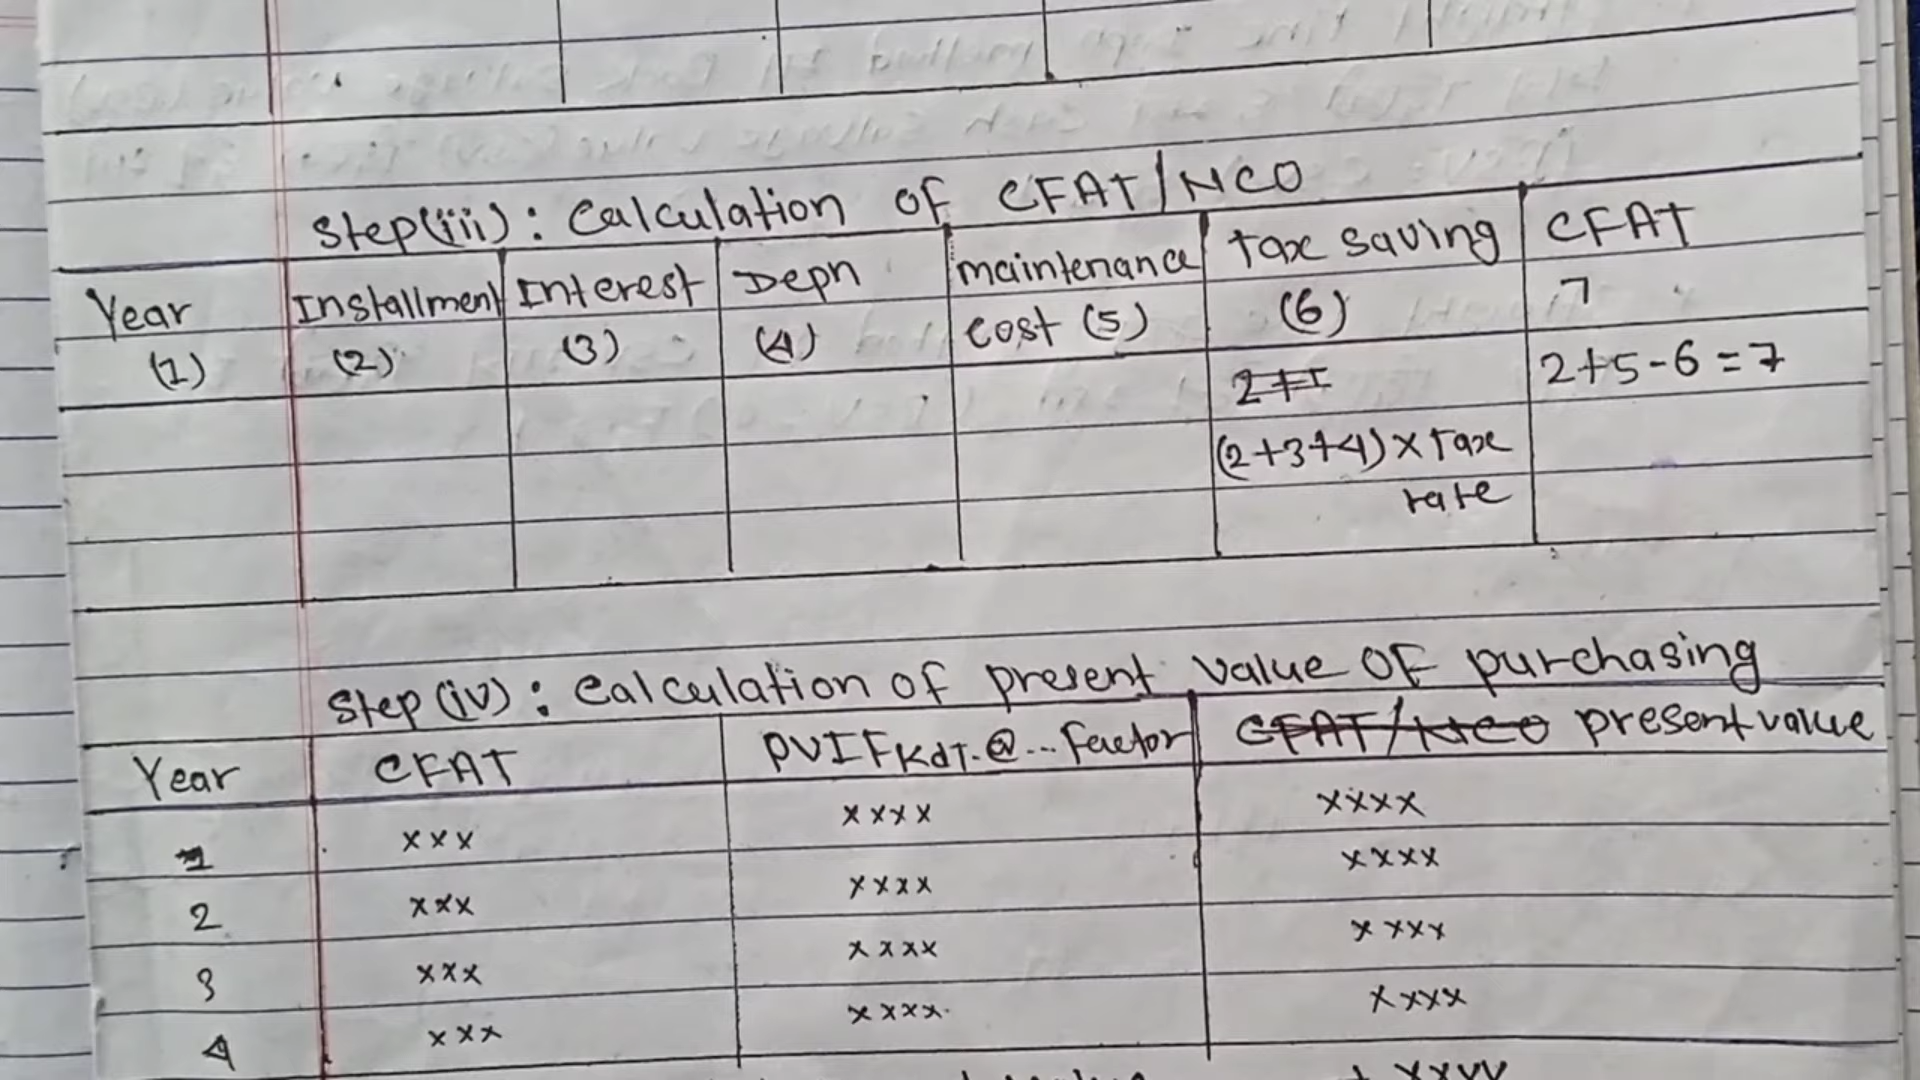 Step(iii): Calculation of CFAT/NCO
Year (1) Installment (2) Interest (3) Depn (4) maintenance cost (5) Tax saving (6) CFAT 7
2+I 2+5-6=7
(2+3+4)×Tax rate
Step (iv): Calculation of present value of purchasing
Year CFAT PVIFKdT.@... factor CFAT/NCO present value
1 xxx xxxx xxxx
2 xxx xxxx xxxx
3 xxx xxxx xxxx
4 xxx xxxx xxxx